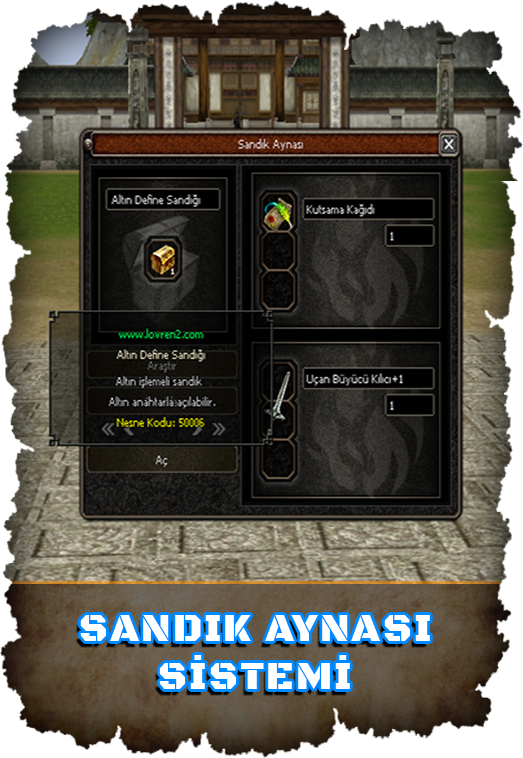 Sandık Aynası
Altın Define Sandığı
1
Kutsama Kağıdı
1
www.lovren2.com
Altın Define Sandığı
Araştır
Altın işlemeli sandık
Altın anahtarla açılabilir.
Nesne Kodu: 50006
Aç
Uçan Büyücü Kılıcı+1
1
SANDIK AYNASI
SİSTEMİ